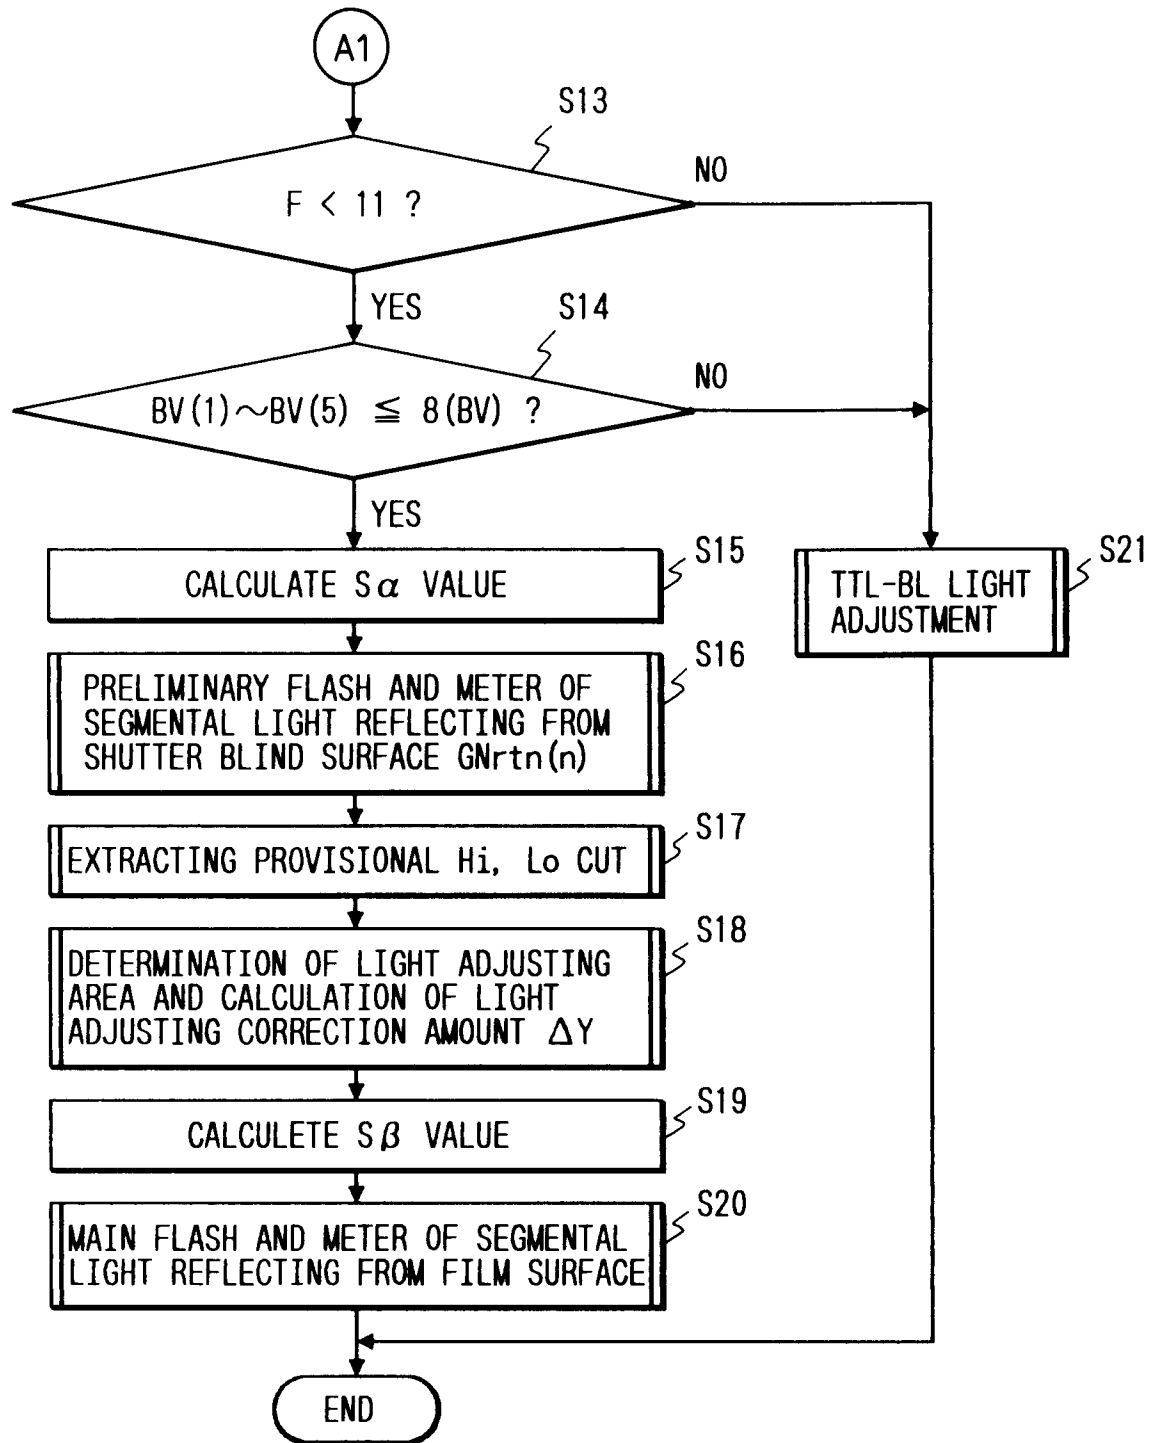 A1
S13
F < 11 ?
NO
YES
S14
BV(1)~BV(5) ≦ 8(BV) ?
NO
YES
S15
CALCULATE Sα VALUE
S21
TTL-BL LIGHT
ADJUSTMENT
S16
PRELIMINARY FLASH AND METER OF
SEGMENTAL LIGHT REFLECTING FROM
SHUTTER BLIND SURFACE GNrtn(n)
S17
EXTRACTING PROVISIONAL Hi, Lo CUT
S18
DETERMINATION OF LIGHT ADJUSTING
AREA AND CALCULATION OF LIGHT
ADJUSTING CORRECTION AMOUNT ΔY
S19
CALCULETE Sβ VALUE
S20
MAIN FLASH AND METER OF SEGMENTAL
LIGHT REFLECTING FROM FILM SURFACE
END